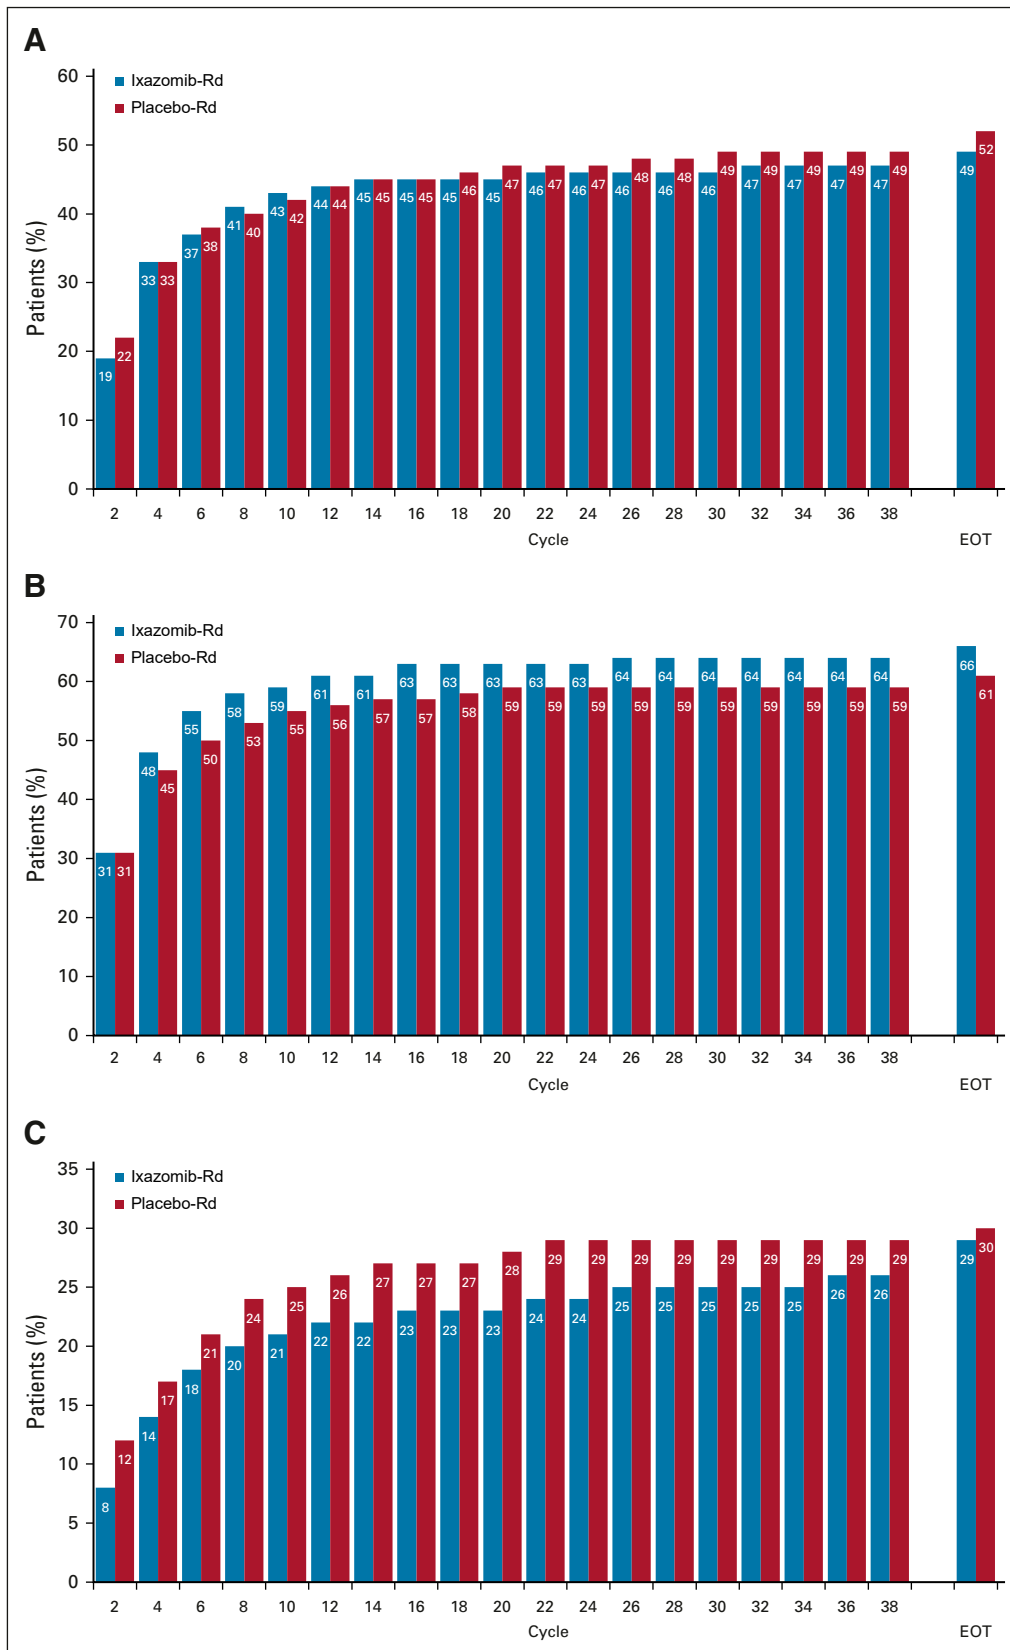 A
Ixazomib-Rd
Placebo-Rd
Patients (%)
60
50
40
30
20
10
0
19 22 33 33 37 38 41 40 43 42 44 44 45 45 45 45 45 46 45 47 46 47 46 47 46 48 46 48 46 49 47 49 47 49 47 49 47 49 49 52
2 4 6 8 10 12 14 16 18 20 22 24 26 28 30 32 34 36 38
Cycle EOT
B
Ixazomib-Rd
Placebo-Rd
Patients (%)
70
60
50
40
30
20
10
0
31 31 48 45 55 50 58 53 59 55 61 56 61 57 63 57 63 58 63 59 63 59 63 59 64 59 64 59 64 59 64 59 64 59 64 59 64 59 66 61
2 4 6 8 10 12 14 16 18 20 22 24 26 28 30 32 34 36 38
Cycle EOT
C
Ixazomib-Rd
Placebo-Rd
Patients (%)
35
30
25
20
15
10
5
0
8 12 14 17 18 21 20 24 21 25 22 26 22 27 23 27 23 27 23 28 24 29 24 29 25 29 25 29 25 29 25 29 25 29 26 29 26 29 29 30
2 4 6 8 10 12 14 16 18 20 22 24 26 28 30 32 34 36 38
Cycle EOT